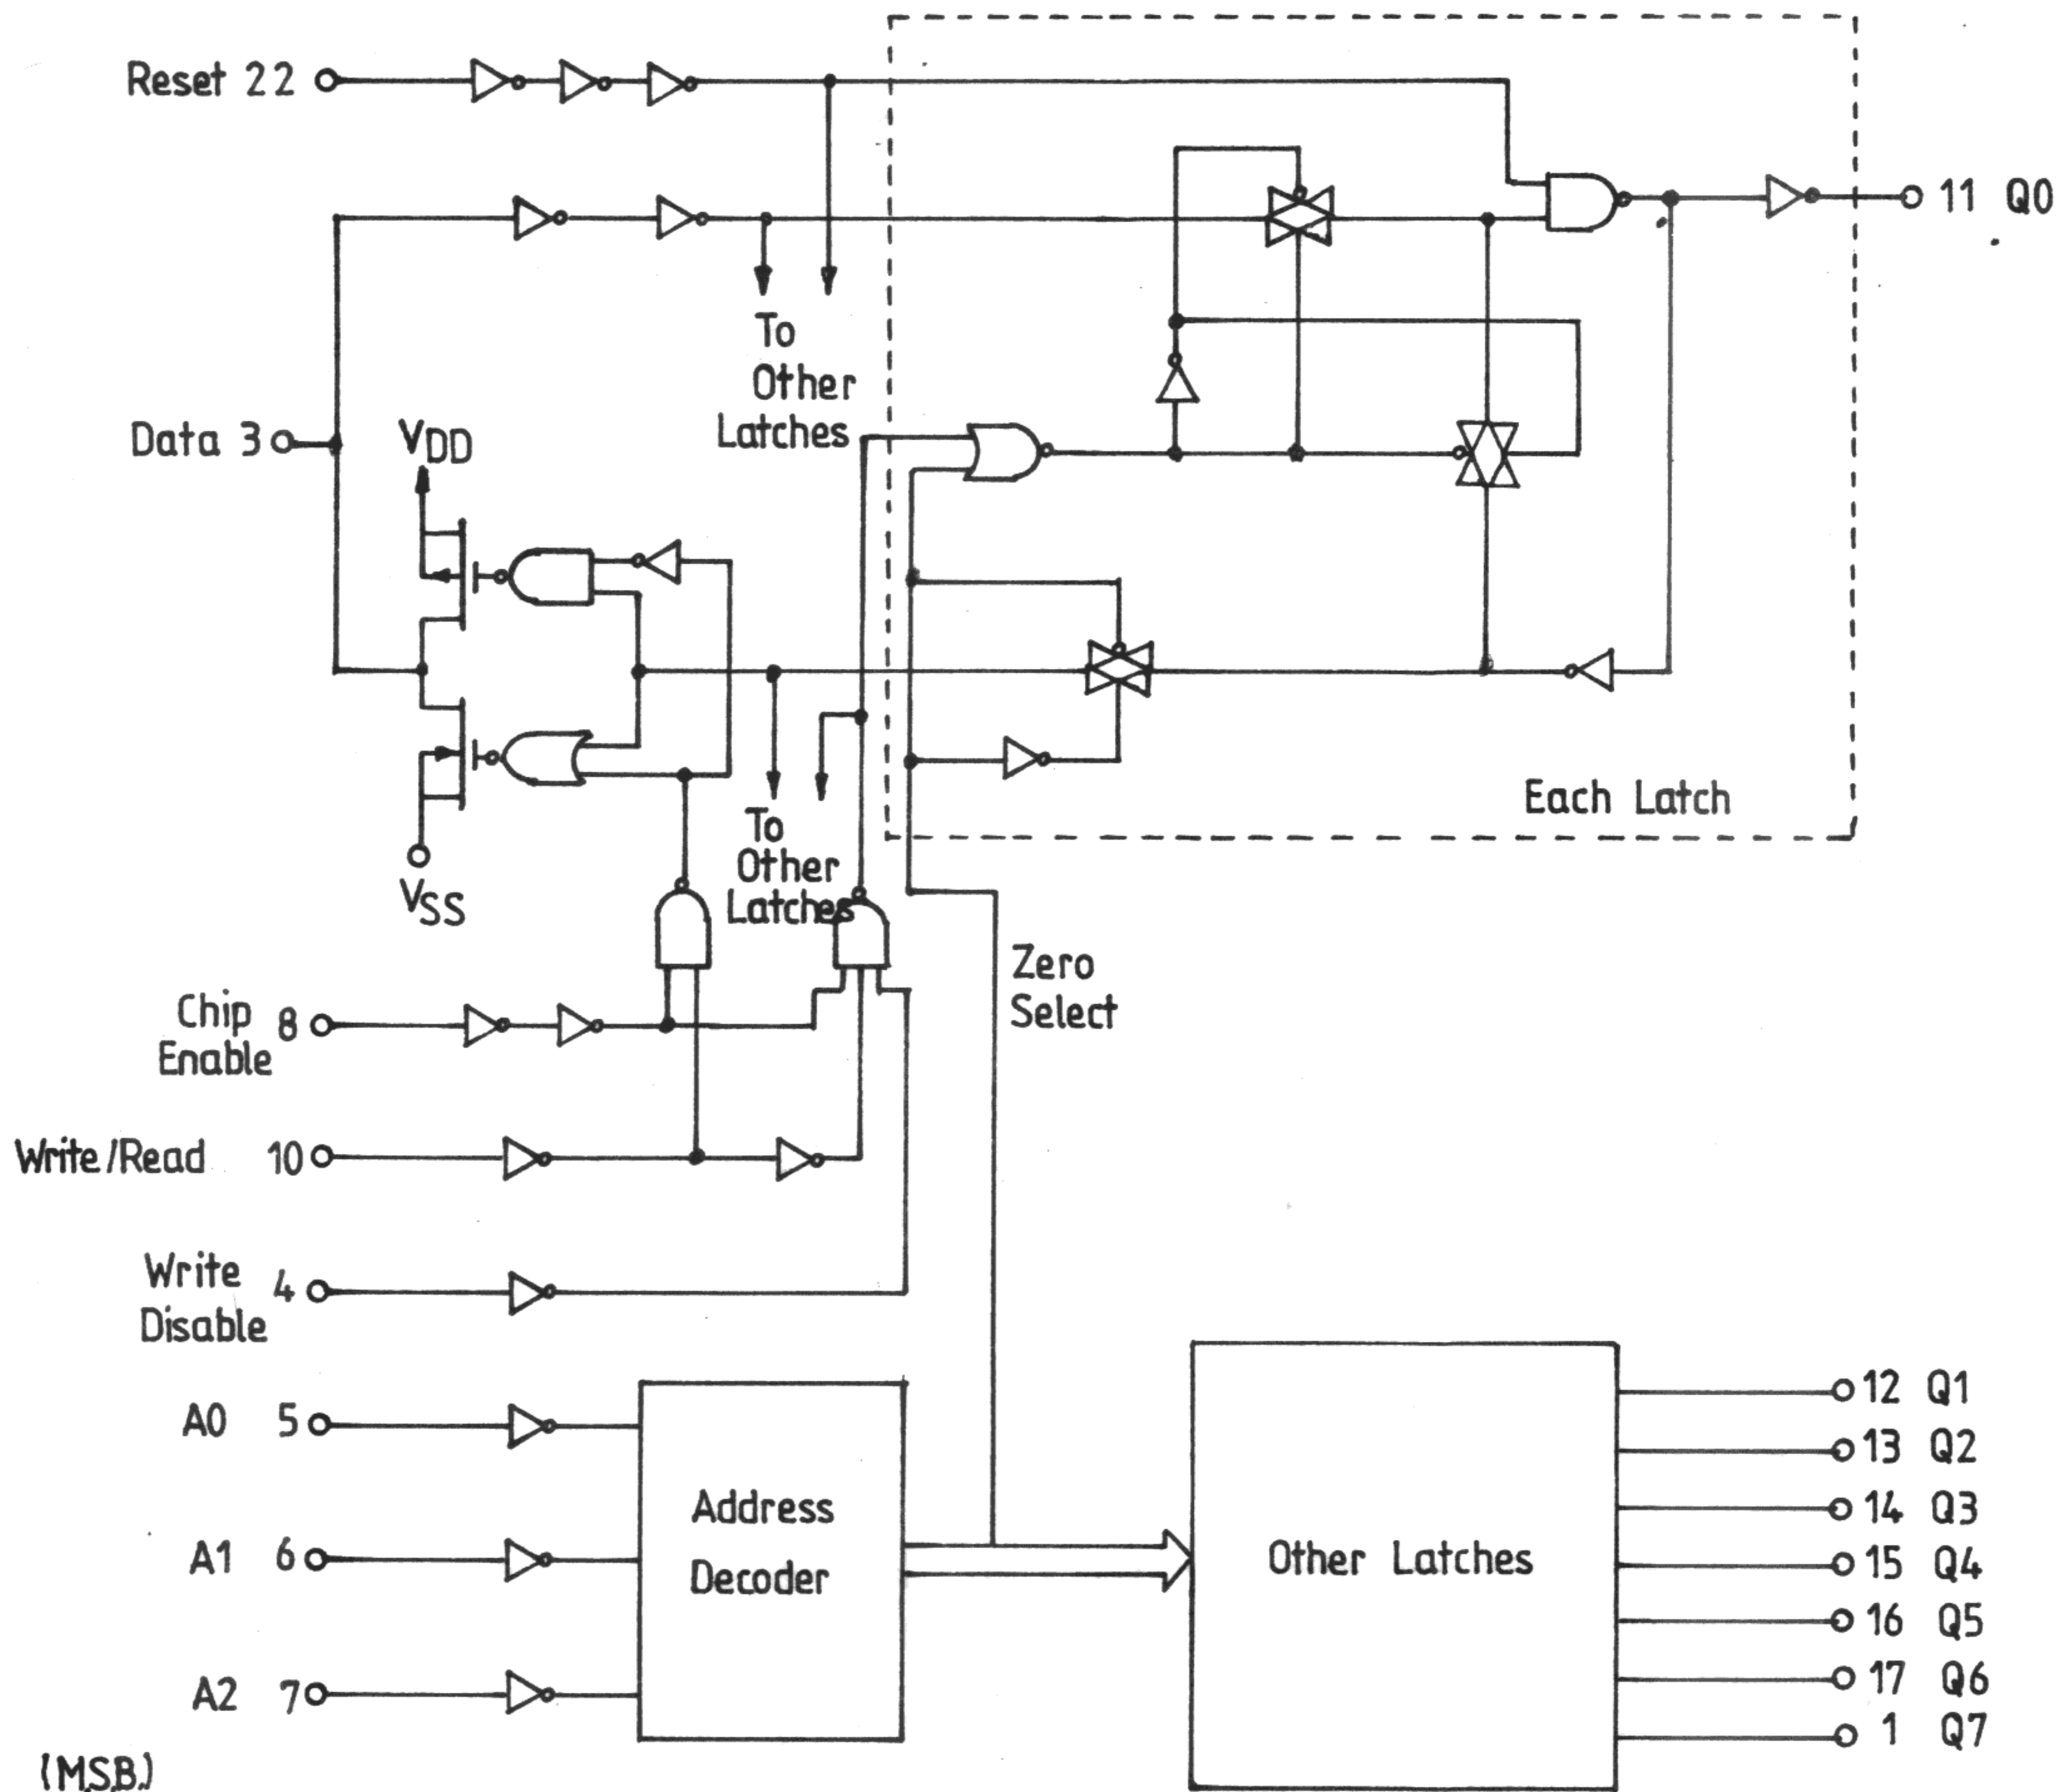 Reset 22
11 Q0
To
Other
Latches
Data 3
VDD
VSS
To
Other
Latches
Each Latch
Zero
Select
Chip
Enable
8
Write/Read 10
Write
Disable
4
A0 5
A1 6
A2 7
(M.S.B.)
Address
Decoder
Other Latches
12 Q1
13 Q2
14 Q3
15 Q4
16 Q5
17 Q6
1 Q7